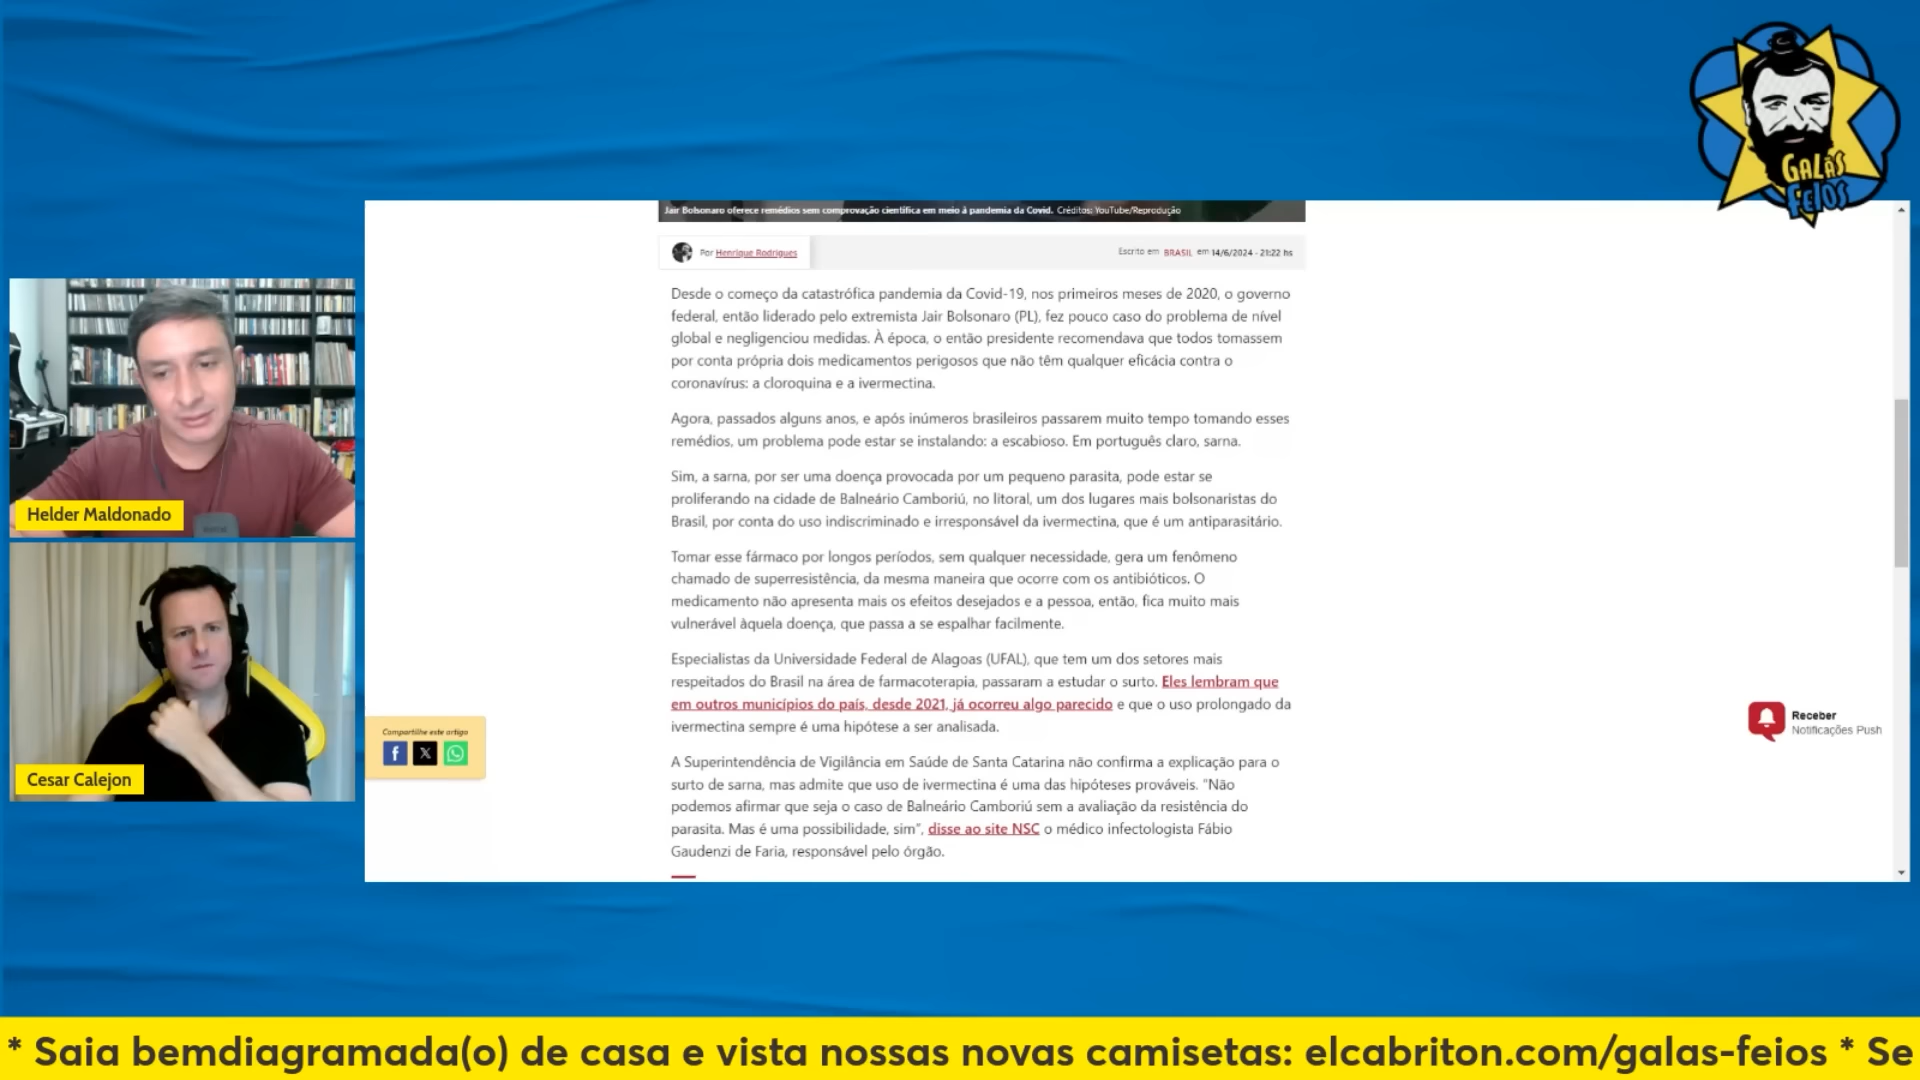 GALÃS
FEIOS
Jair Bolsonaro oferece remédios sem comprovação científica em meio à pandemia da Covid. Créditos: YouTube/Reprodução
Por Henrique Rodrigues
Escrito em BRASIL em 14/6/2024 - 21:22 hs
Desde o começo da catastrófica pandemia da Covid-19, nos primeiros meses de 2020, o governo
federal, então liderado pelo extremista Jair Bolsonaro (PL), fez pouco caso do problema de nível
global e negligenciou medidas. À época, o então presidente recomendava que todos tomassem
por conta própria dois medicamentos perigosos que não têm qualquer eficácia contra o
coronavírus: a cloroquina e a ivermectina.
Agora, passados alguns anos, e após inúmeros brasileiros passarem muito tempo tomando esses
remédios, um problema pode estar se instalando: a escabioso. Em português claro, sarna.
Sim, a sarna, por ser uma doença provocada por um pequeno parasita, pode estar se
proliferando na cidade de Balneário Camboriú, no litoral, um dos lugares mais bolsonaristas do
Brasil, por conta do uso indiscriminado e irresponsável da ivermectina, que é um antiparasitário.
Tomar esse fármaco por longos períodos, sem qualquer necessidade, gera um fenômeno
chamado de superresistência, da mesma maneira que ocorre com os antibióticos. O
medicamento não apresenta mais os efeitos desejados e a pessoa, então, fica muito mais
vulnerável àquela doença, que passa a se espalhar facilmente.
Especialistas da Universidade Federal de Alagoas (UFAL), que tem um dos setores mais
respeitados do Brasil na área de farmacoterapia, passaram a estudar o surto. Eles lembram que
em outros municípios do país, desde 2021, já ocorreu algo parecido e que o uso prolongado da
ivermectina sempre é uma hipótese a ser analisada.
A Superintendência de Vigilância em Saúde de Santa Catarina não confirma a explicação para o
surto de sarna, mas admite que uso de ivermectina é uma das hipóteses prováveis. "Não
podemos afirmar que seja o caso de Balneário Camboriú sem a avaliação da resistência do
parasita. Mas é uma possibilidade, sim", disse ao site NSC o médico infectologista Fábio
Gaudenzi de Faria, responsável pelo órgão.
Compartilhe este artigo
Receber
Notificações Push
Helder Maldonado
Cesar Calejon
* Saia bemdiagramada(o) de casa e vista nossas novas camisetas: elcabriton.com/galas-feios * Se